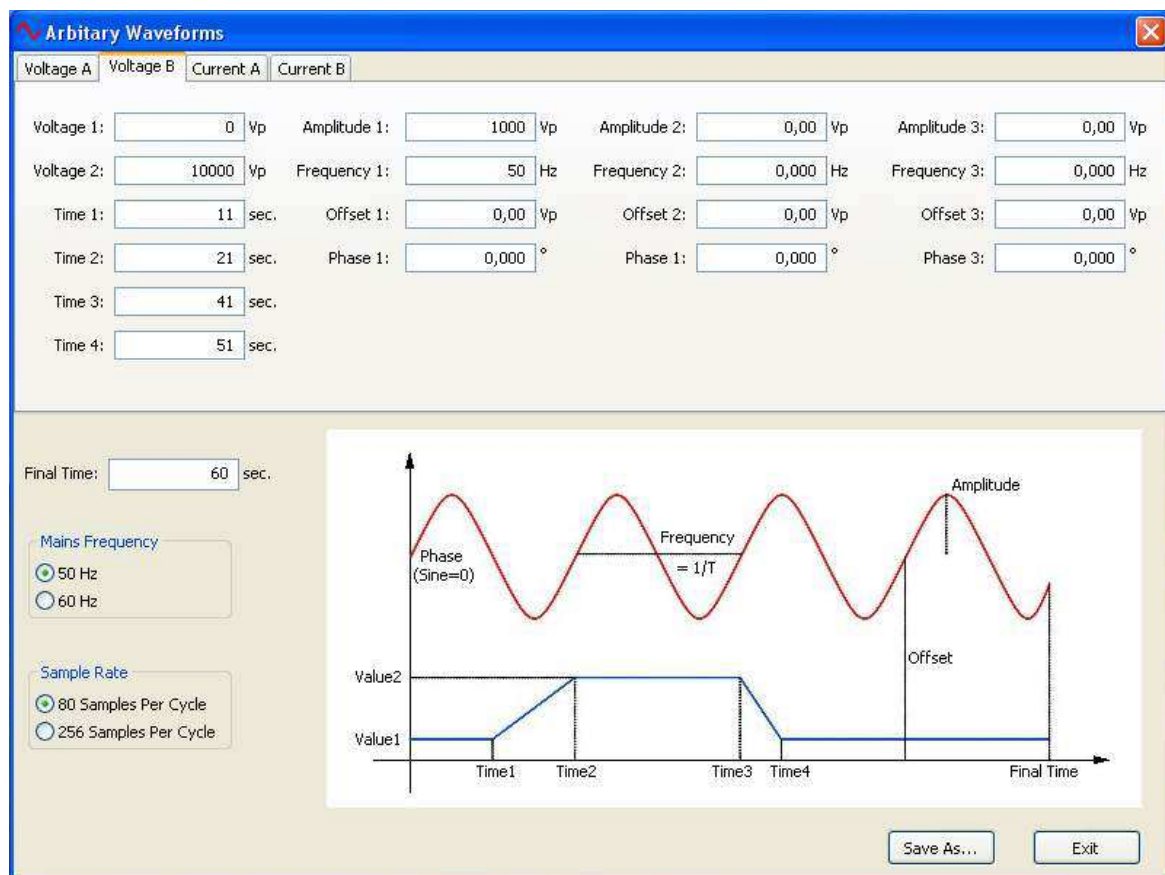 Arbitary Waveforms
Voltage A Voltage B Current A Current B
Voltage 1: 0 Vp Amplitude 1: 1000 Vp Amplitude 2: 0,00 Vp Amplitude 3: 0,00 Vp
Voltage 2: 10000 Vp Frequency 1: 50 Hz Frequency 2: 0,000 Hz Frequency 3: 0,000 Hz
Time 1: 11 sec. Offset 1: 0,00 Vp Offset 2: 0,00 Vp Offset 3: 0,00 Vp
Time 2: 21 sec. Phase 1: 0,000 ° Phase 1: 0,000 ° Phase 3: 0,000 °
Time 3: 41 sec.
Time 4: 51 sec.
Final Time: 60 sec.
Mains Frequency
50 Hz
60 Hz
Sample Rate
80 Samples Per Cycle
256 Samples Per Cycle
Amplitude
Frequency
= 1/T
Phase
(Sine=0)
Offset
Value2
Value1
Time1 Time2 Time3 Time4 Final Time
Save As... Exit